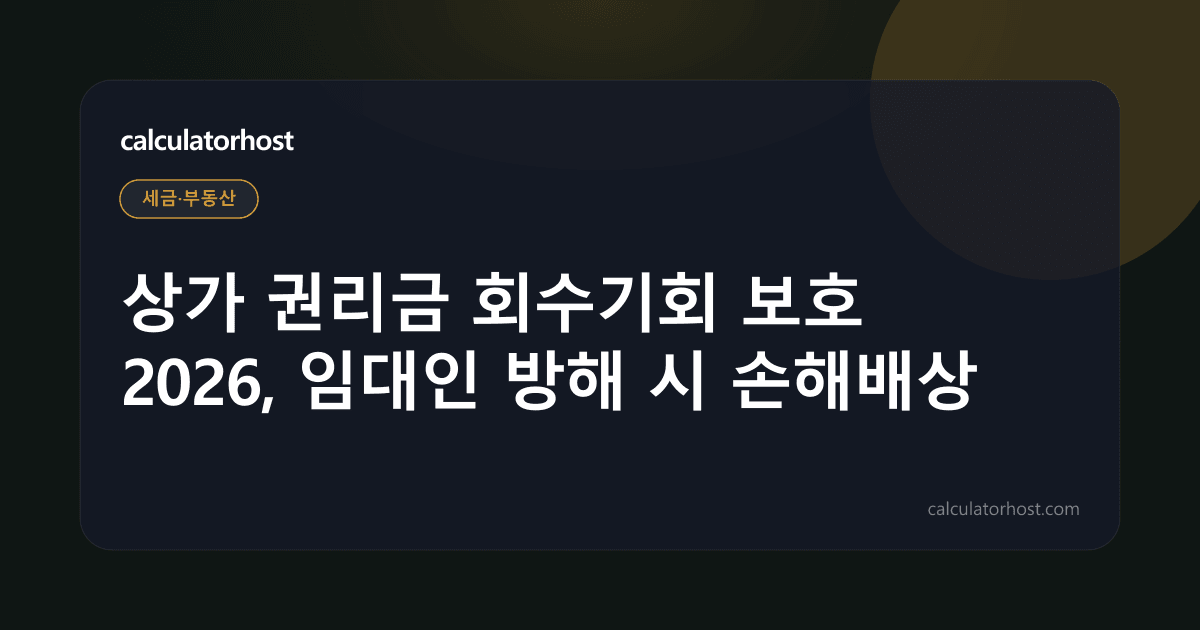 calculatorhost
세금·부동산
상가 권리금 회수기회 보호
2026, 임대인 방해 시 손해배상
calculatorhost.com